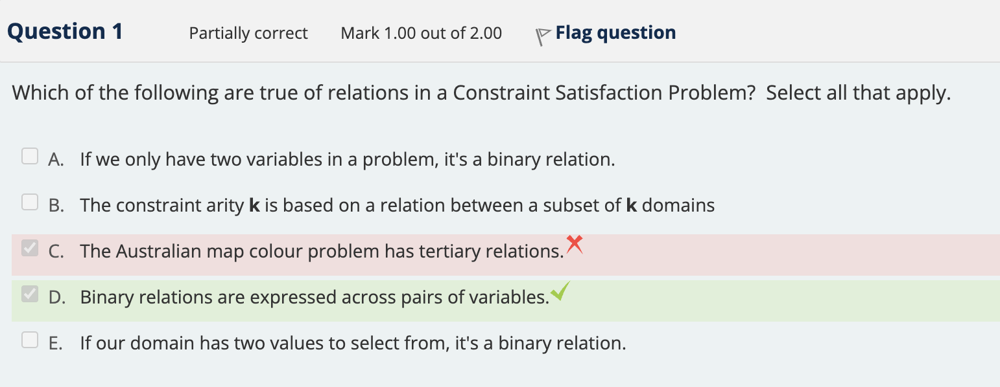 Question 1 Partially correct Mark 1.00 out of 2.00 Flag question
Which of the following are true of relations in a Constraint Satisfaction Problem? Select all that apply.
A. If we only have two variables in a problem, it's a binary relation.
B. The constraint arity k is based on a relation between a subset of k domains
C. The Australian map colour problem has tertiary relations.
D. Binary relations are expressed across pairs of variables.
E. If our domain has two values to select from, it's a binary relation.